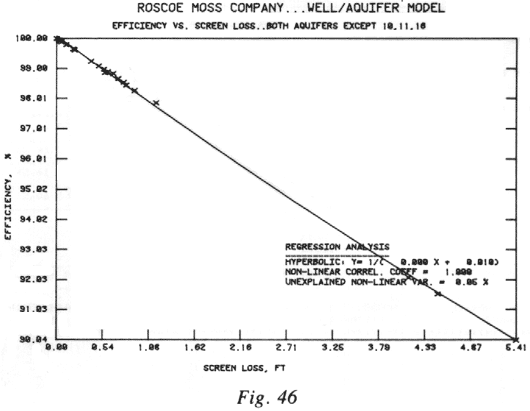 ROSCOE MOSS COMPANY...WELL/AQUIFER MODEL
EFFICIENCY VS. SCREEN LOSS..BOTH AQUIFERS EXCEPT 10.11.16
100.00
99.00
98.01
97.01
96.01
95.02
94.02
93.03
92.03
91.03
90.04
EFFICIENCY, %
REGRESSION ANALYSIS
HYPERBOLIC: Y= 1/( 0.000 X + 0.010)
NON-LINEAR CORREL. COEFF = 1.000
UNEXPLAINED NON-LINEAR VAR. = 0.06 %
0.00 0.54 1.08 1.62 2.16 2.71 3.25 3.79 4.33 4.87 5.41
SCREEN LOSS, FT
Fig. 46